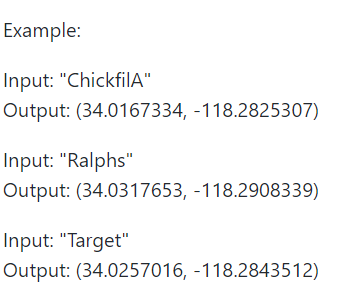 Example:
Input: "ChickfilA"
Output: (34.0167334, -118.2825307)
Input: "Ralphs"
Output: (34.0317653, -118.2908339)
Input: "Target"
Output: (34.0257016, -118.2843512)